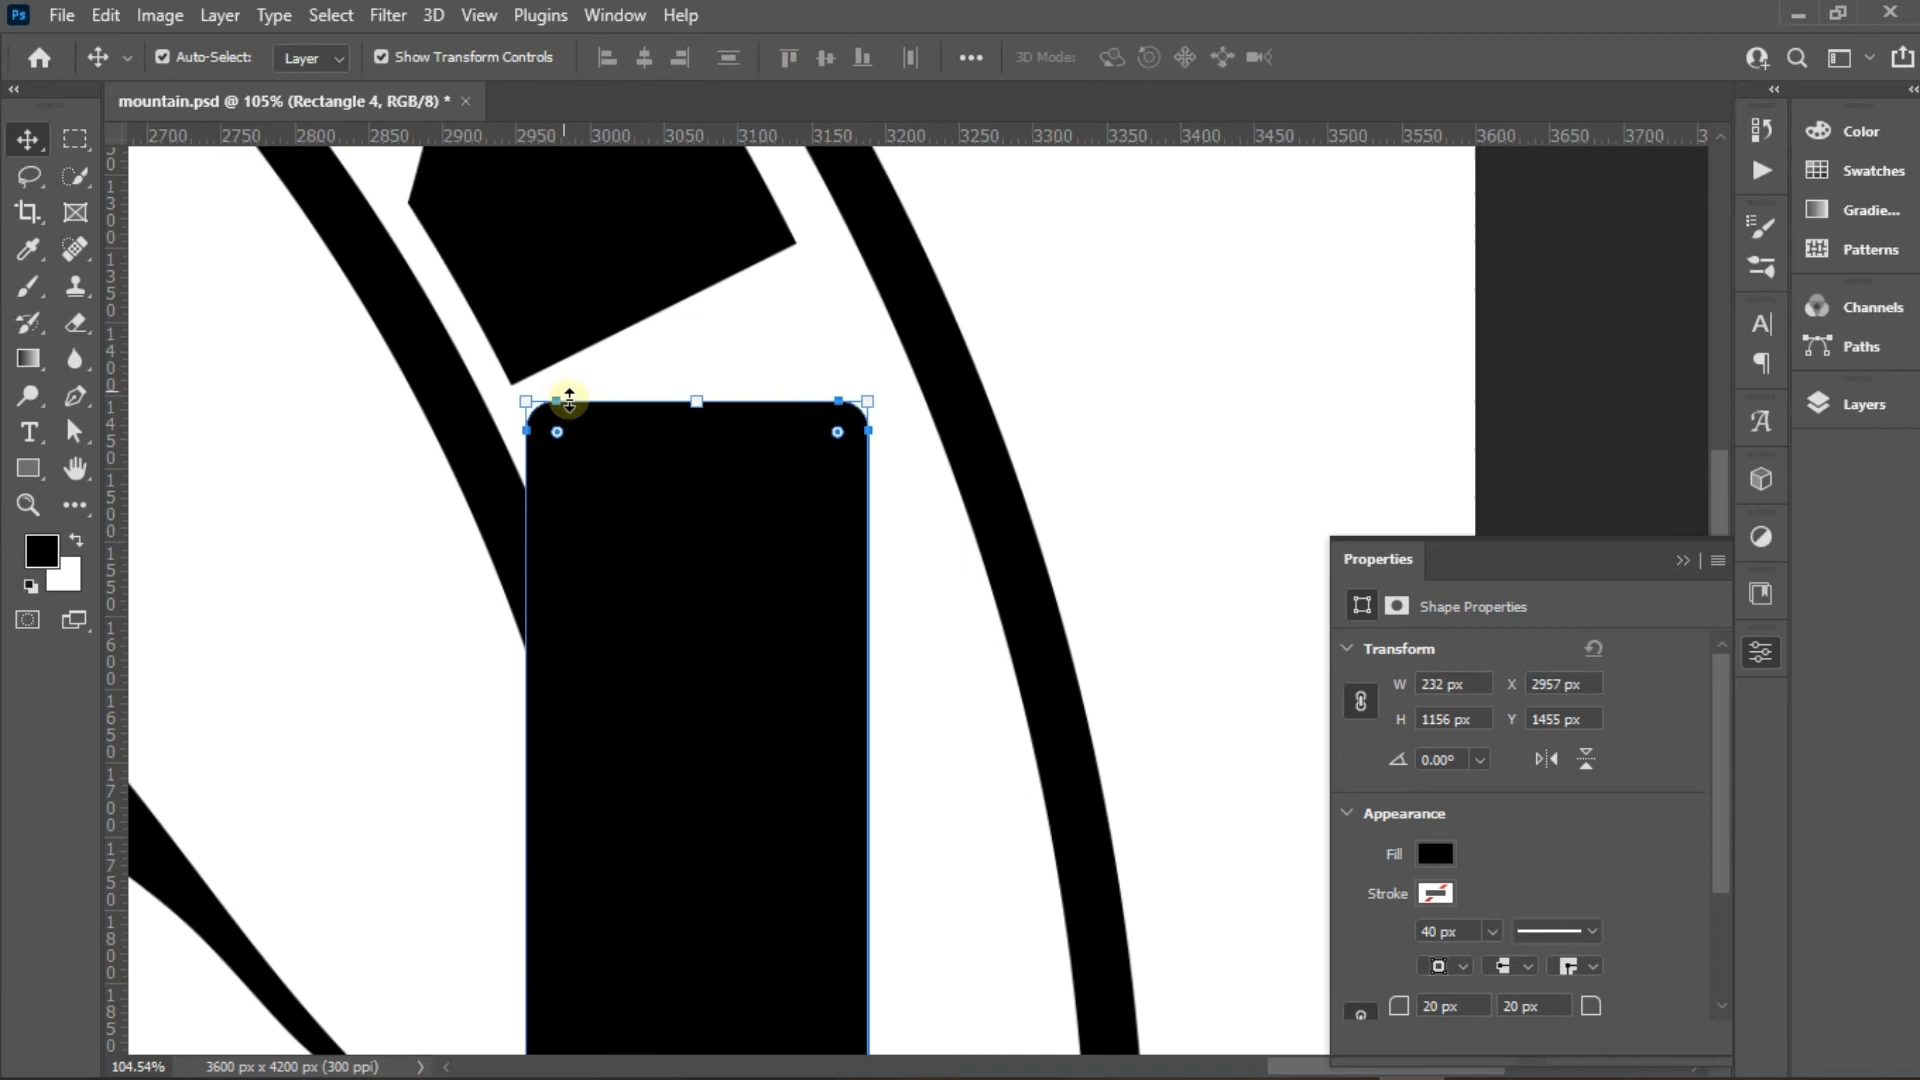 Ps File Edit Image Layer Type Select Filter 3D View Plugins Window Help
Auto-Select: Layer Show Transform Controls 3D Mode:
mountain.psd @ 105% (Rectangle 4, RGB/8) * ×
2700 2750 2800 2850 2900 2950 3000 3050 3100 3150 3200 3250 3300 3350 3400 3450 3500 3550 3600 3650 3700 3
Color
Swatches
Gradie...
Patterns
Channels
Paths
Layers
Properties
Shape Properties
Transform
W 232 px X 2957 px
H 1156 px Y 1455 px
0.00°
Appearance
Fill
Stroke
40 px
20 px 20 px
104.54% 3600 px x 4200 px (300 ppi)